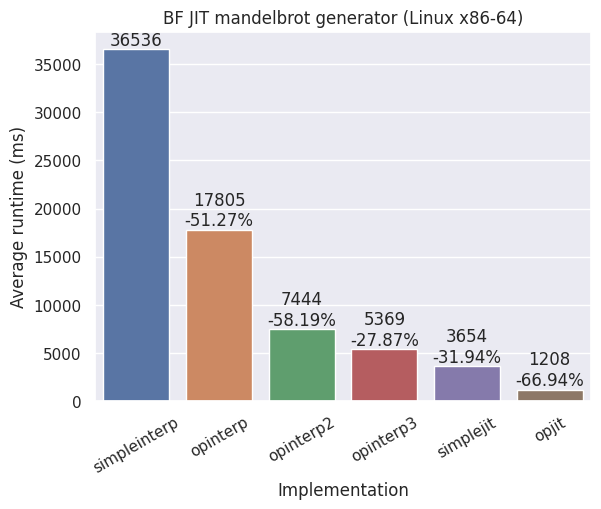 BF JIT mandelbrot generator (Linux x86-64)
Average runtime (ms)
35000
30000
25000
20000
15000
10000
5000
0
36536
17805
-51.27%
7444
-58.19%
5369
-27.87%
3654
-31.94%
1208
-66.94%
simpleinterp
opinterp
opinterp2
opinterp3
simplejit
opjit
Implementation